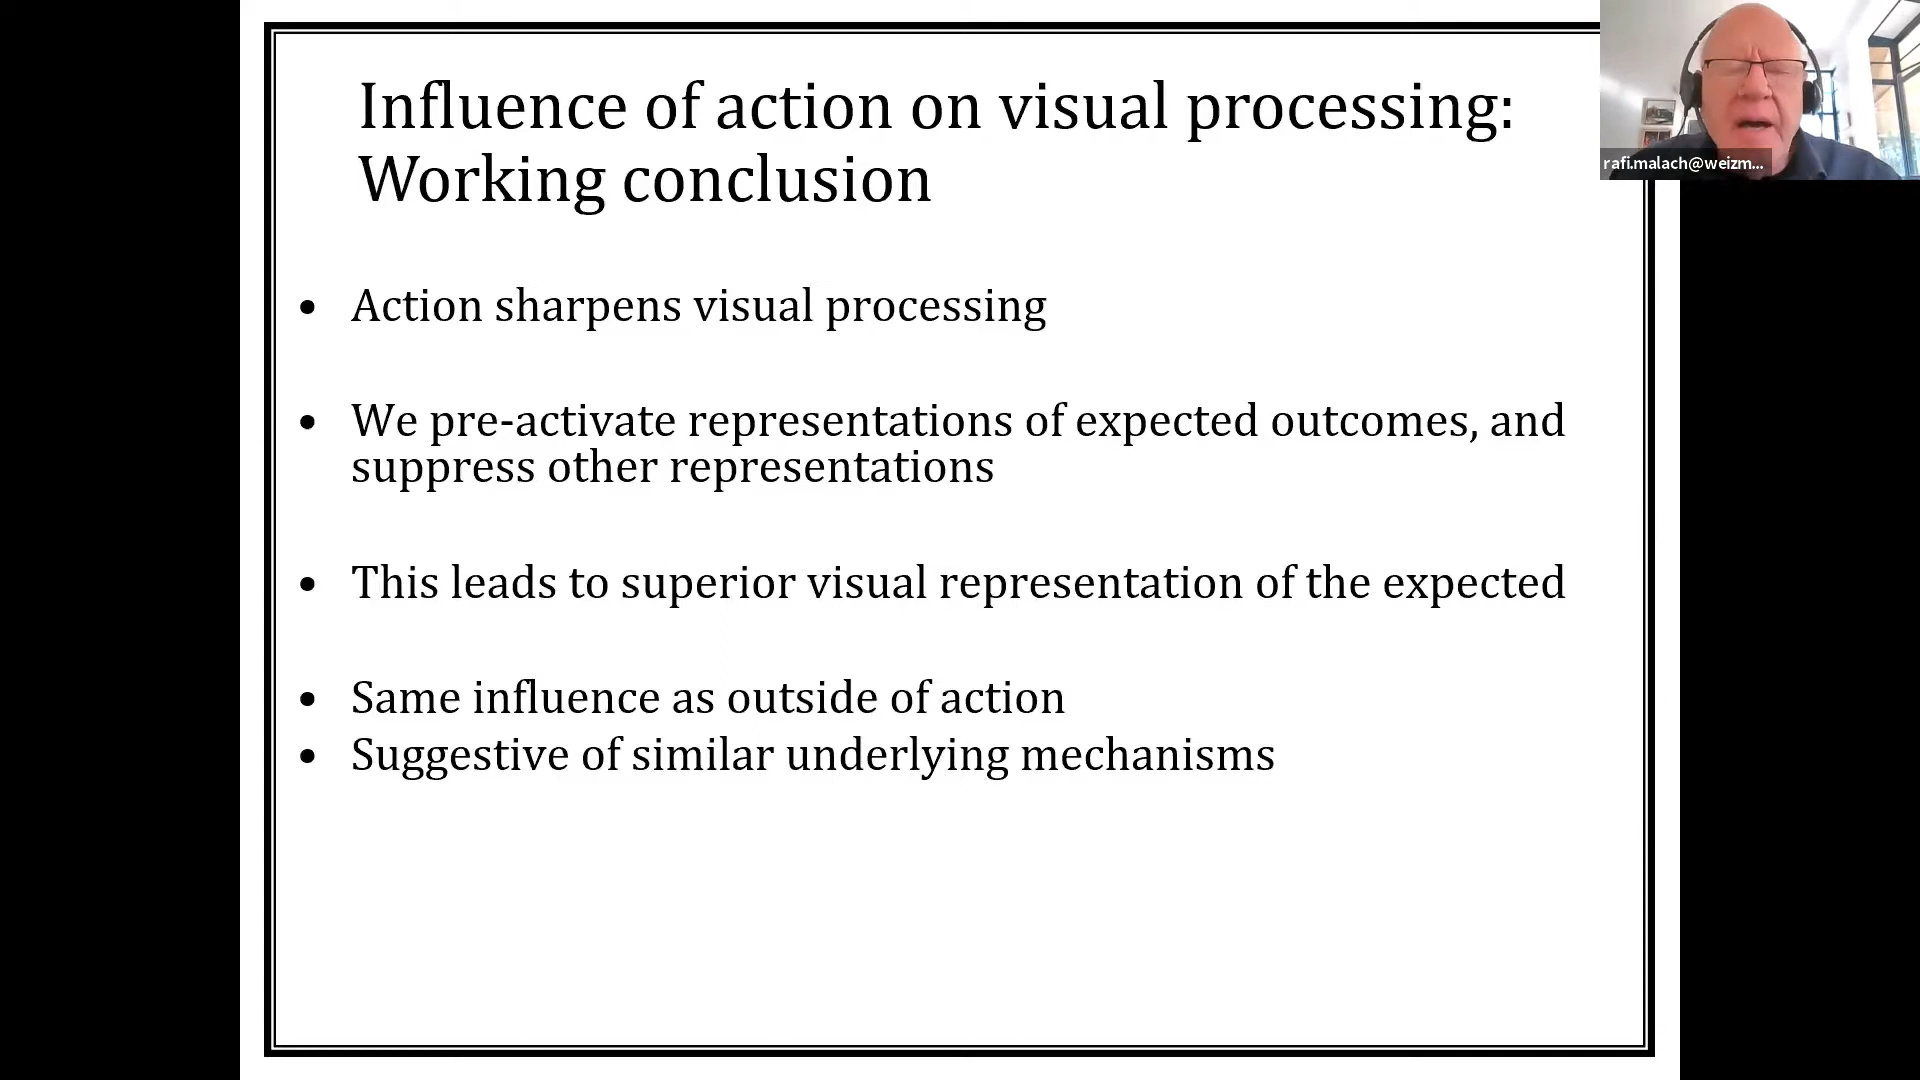 Influence of action on visual processing:
Working conclusion
rafi.malach@weizm...
• Action sharpens visual processing
• We pre-activate representations of expected outcomes, and
suppress other representations
• This leads to superior visual representation of the expected
• Same influence as outside of action
• Suggestive of similar underlying mechanisms